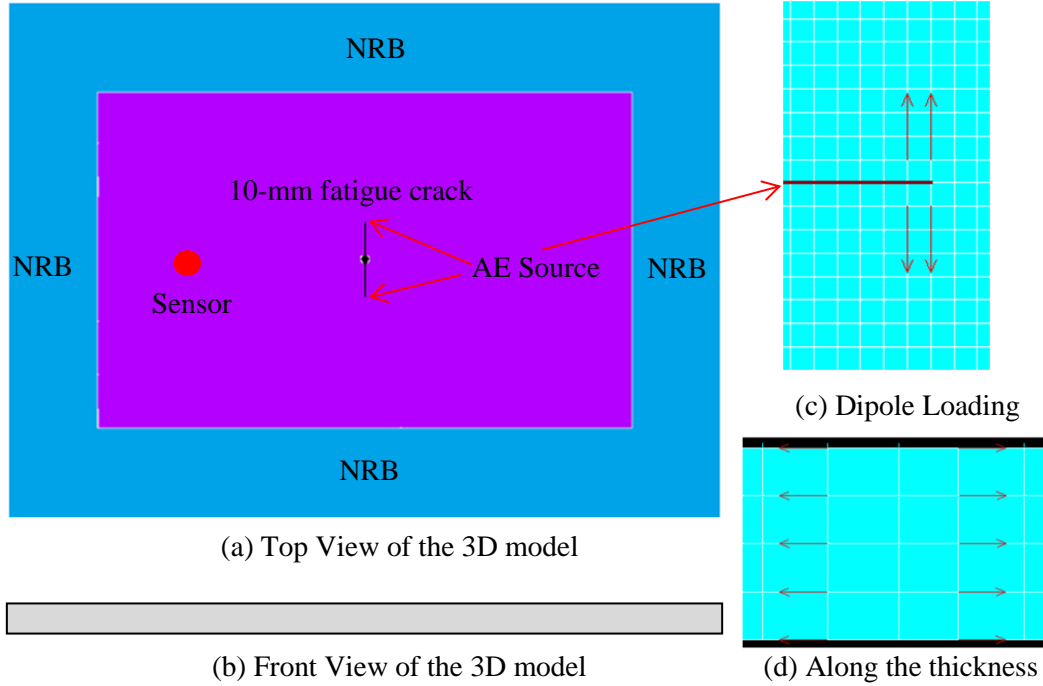 NRB
10-mm fatigue crack
NRB
AE Source
NRB
Sensor
NRB
(a) Top View of the 3D model
(b) Front View of the 3D model
(c) Dipole Loading
(d) Along the thickness